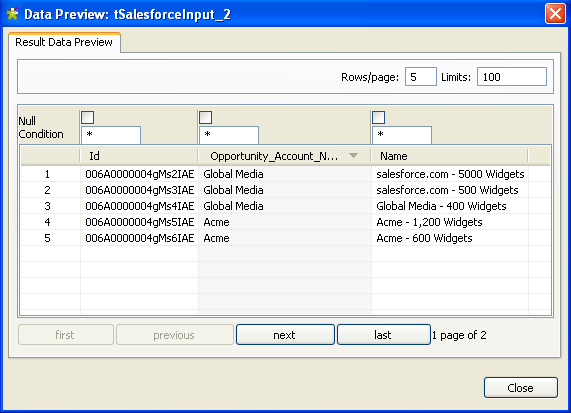 Data Preview: tSalesforceInput_2
Result Data Preview
Rows/page: 5 Limits: 100
Null Condition * * *
Id Opportunity_Account_N... Name
1 006A0000004gMs2IAE Global Media salesforce.com - 5000 Widgets
2 006A0000004gMs3IAE Global Media salesforce.com - 500 Widgets
3 006A0000004gMs4IAE Global Media Global Media - 400 Widgets
4 006A0000004gMs5IAE Acme Acme - 1,200 Widgets
5 006A0000004gMs6IAE Acme Acme - 600 Widgets
first previous next last 1 page of 2
Close